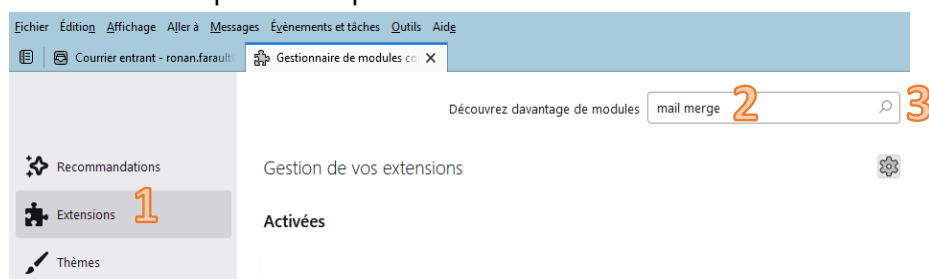 Fichier Édition Affichage Aller à Messages Évènements et tâches Outils Aide
Courrier entrant - ronan.farault Gestionnaire de modules co
Découvrez davantage de modules mail merge 2 3
Recommandations Gestion de vos extensions
Extensions 1 Activées
Thèmes